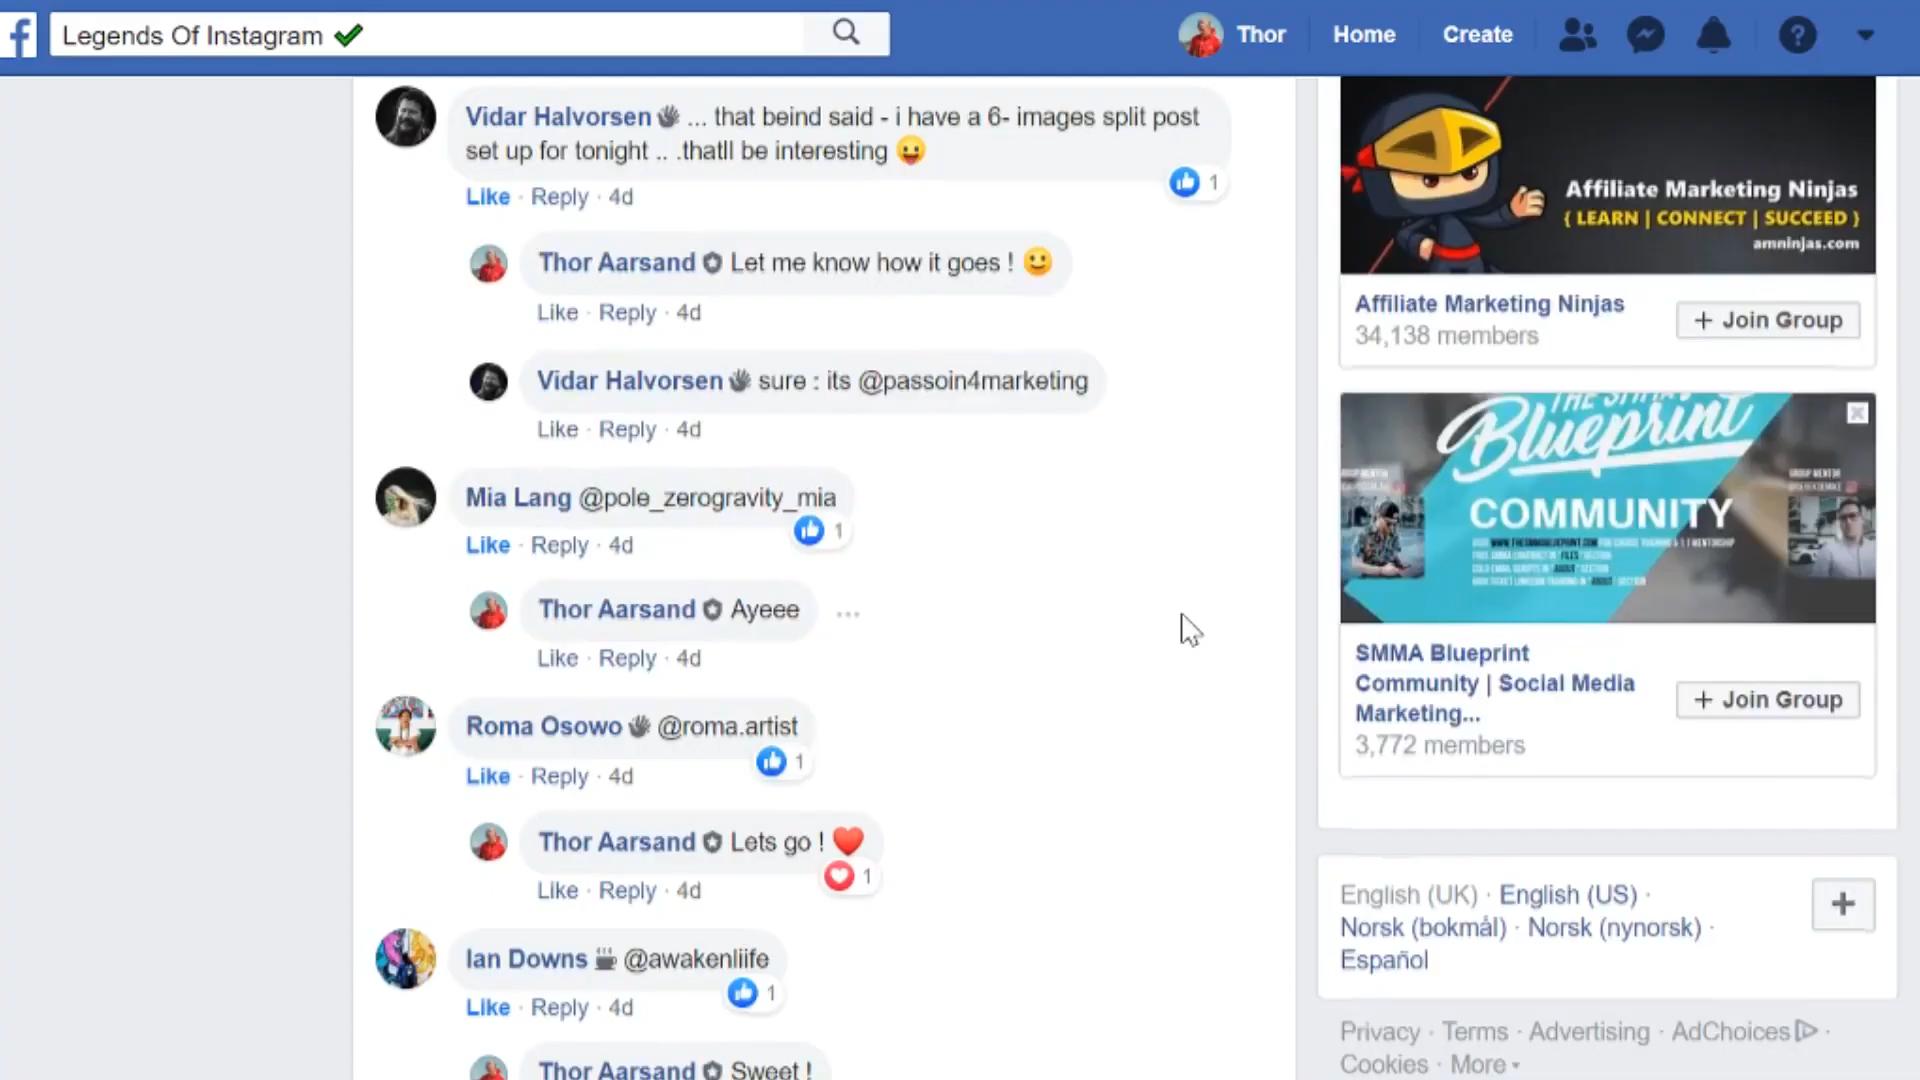 Legends Of Instagram
Thor
Home
Create
Vidar Halvorsen ... that beind said - i have a 6- images split post
set up for tonight .. .thatll be interesting
1
Like · Reply · 4d
Thor Aarsand Let me know how it goes !
Like · Reply · 4d
Vidar Halvorsen sure : its @passoin4marketing
Like · Reply · 4d
Mia Lang @pole_zerogravity_mia
1
Like · Reply · 4d
Thor Aarsand Ayeee
Like · Reply · 4d
Roma Osowo @roma.artist
1
Like · Reply · 4d
Thor Aarsand Lets go !
1
Like · Reply · 4d
Ian Downs @awakenliife
1
Like · Reply · 4d
Thor Aarsand Sweet !
Affiliate Marketing Ninjas
{ LEARN | CONNECT | SUCCEED }
amninjas.com
Affiliate Marketing Ninjas
34,138 members
+ Join Group
THE SMMA
Blueprint
COMMUNITY
SMMA Blueprint
Community | Social Media
Marketing...
3,772 members
+ Join Group
English (UK) · English (US) ·
Norsk (bokmål) · Norsk (nynorsk) ·
Español
Privacy · Terms · Advertising · AdChoices ·
Cookies · More